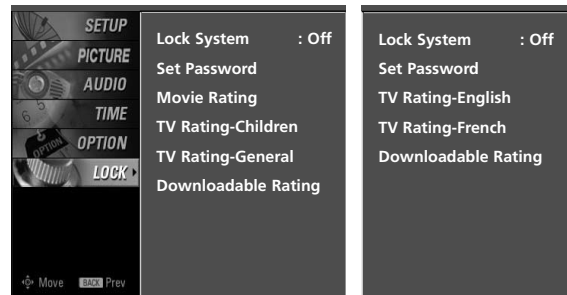 SETUP
PICTURE
AUDIO
TIME
OPTION
LOCK
Move BACK Prev
Lock System : Off
Set Password
Movie Rating
TV Rating-Children
TV Rating-General
Downloadable Rating
Lock System : Off
Set Password
TV Rating-English
TV Rating-French
Downloadable Rating